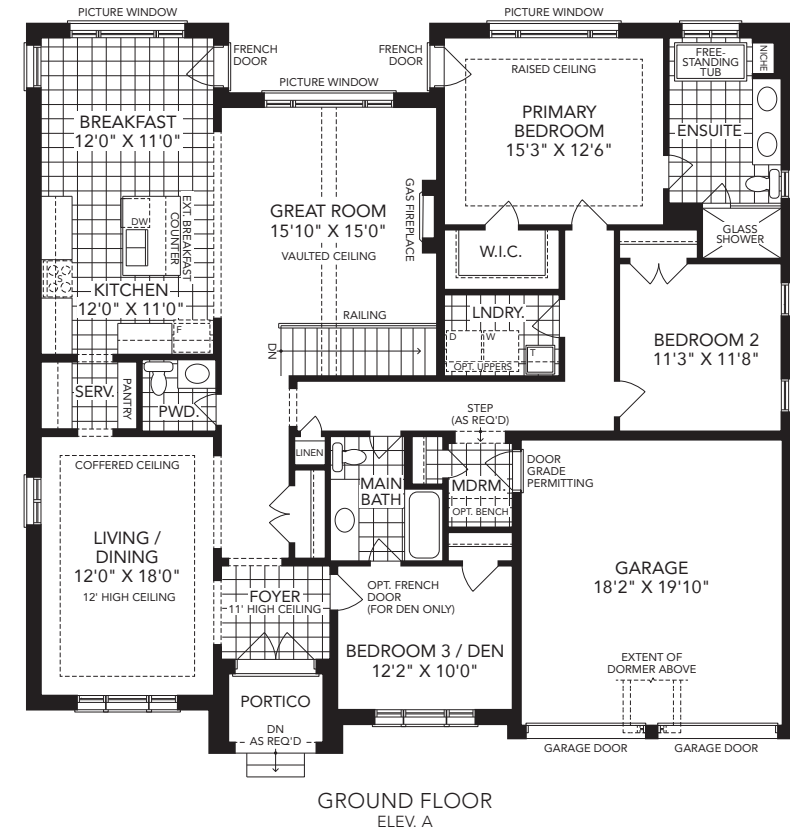 PICTURE WINDOW
PICTURE WINDOW
FRENCH
DOOR
FRENCH
DOOR
PICTURE WINDOW
RAISED CEILING
FREE-
STANDING
TUB
NICHE
BREAKFAST
12'0" X 11'0"
PRIMARY
BEDROOM
15'3" X 12'6"
ENSUITE
GREAT ROOM
15'10" X 15'0"
VAULTED CEILING
GAS FIREPLACE
DW
EXT. BREAKFAST
COUNTER
GLASS
SHOWER
W.I.C.
S
KITCHEN
12'0" X 11'0"
F
RAILING
DN
LNDRY.
D
W
T
OPT. UPPERS
BEDROOM 2
11'3" X 11'8"
SERV.
PANTRY
PWD.
STEP
(AS REQ'D)
LINEN
COFFERED CEILING
MAIN
BATH
MDRM.
OPT. BENCH
DOOR
GRADE
PERMITTING
LIVING /
DINING
12'0" X 18'0"
12' HIGH CEILING
GARAGE
18'2" X 19'10"
FOYER
11' HIGH CEILING
OPT. FRENCH
DOOR
(FOR DEN ONLY)
BEDROOM 3 / DEN
12'2" X 10'0"
EXTENT OF
DORMER ABOVE
PORTICO
DN
AS REQ'D
GARAGE DOOR
GARAGE DOOR
GROUND FLOOR
ELEV. A